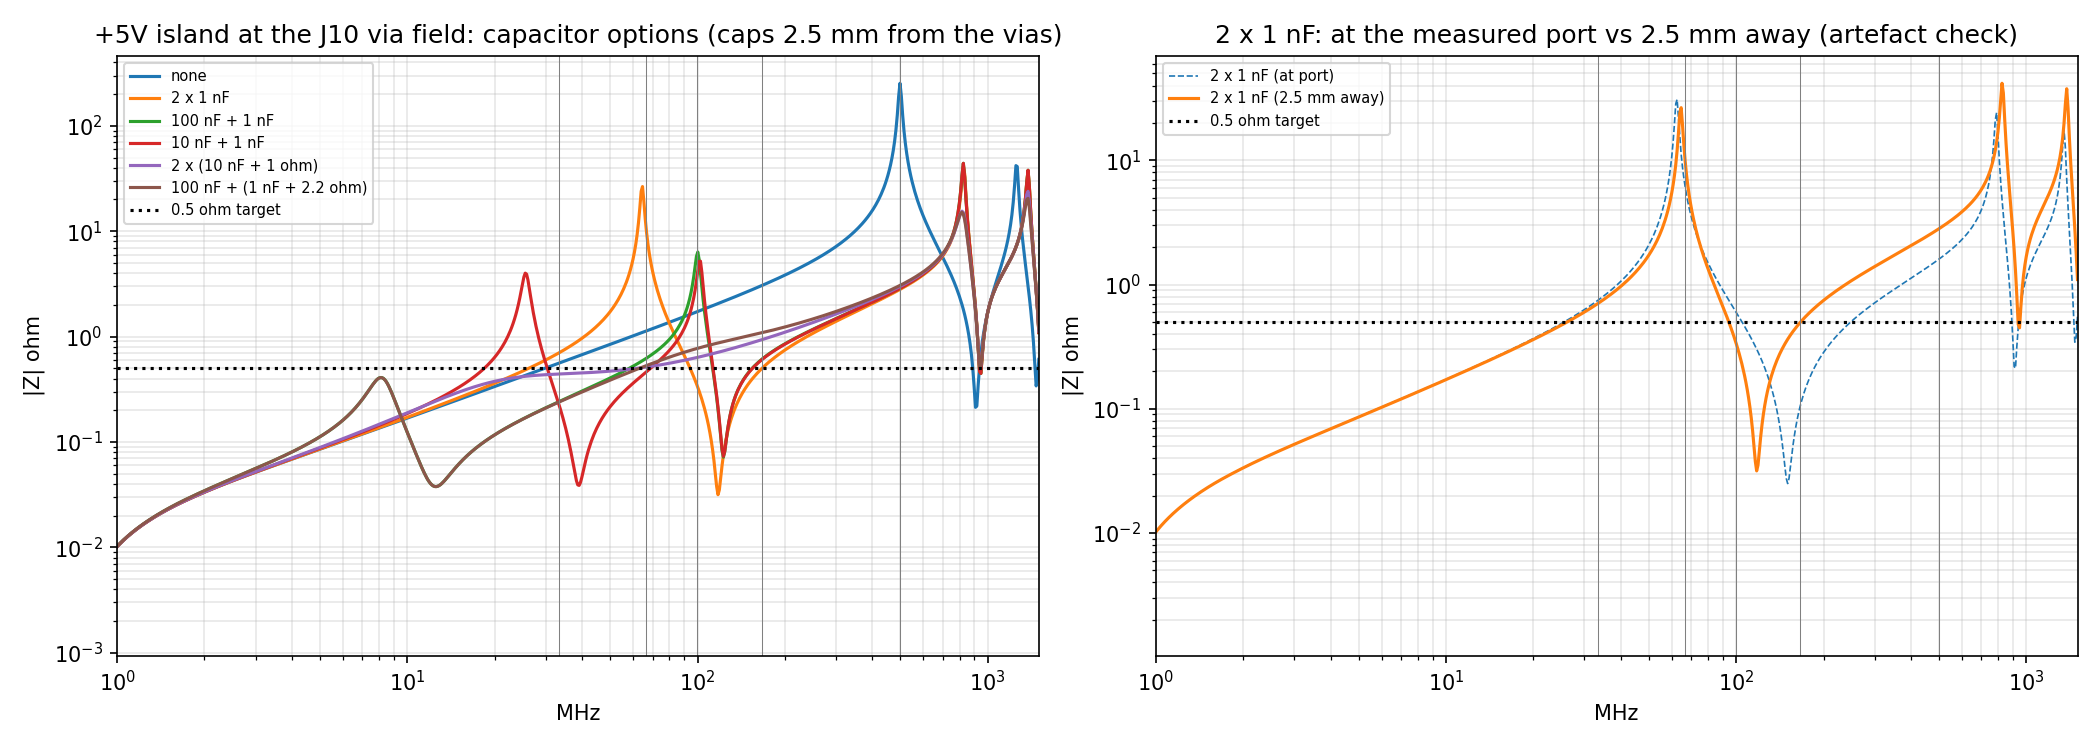 +5V island at the J10 via field: capacitor options (caps 2.5 mm from the vias)
none
2 x 1 nF
100 nF + 1 nF
10 nF + 1 nF
2 x (10 nF + 1 ohm)
100 nF + (1 nF + 2.2 ohm)
0.5 ohm target
|Z| ohm
10²
10¹
10⁰
10⁻¹
10⁻²
10⁻³
10⁰ 10¹ 10² 10³
MHz
2 x 1 nF: at the measured port vs 2.5 mm away (artefact check)
2 x 1 nF (at port)
2 x 1 nF (2.5 mm away)
0.5 ohm target
|Z| ohm
10¹
10⁰
10⁻¹
10⁻²
10⁰ 10¹ 10² 10³
MHz